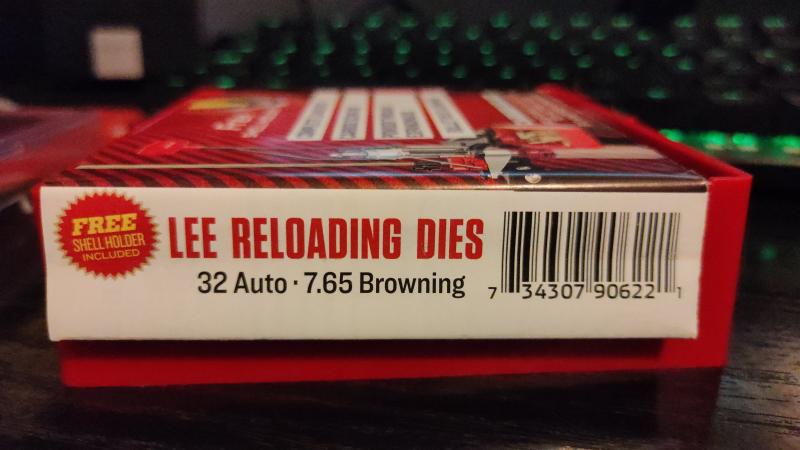 FREE
SHELL HOLDER
INCLUDED
LEE RELOADING DIES
32 Auto · 7.65 Browning
7 34307 90622 1